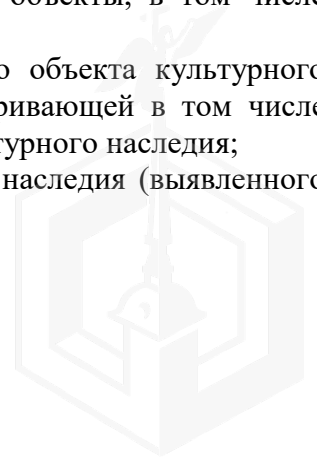 объекты, в том числе
о объекта культурного
ривающей в том числе
турного наследия;
наследия (выявленного